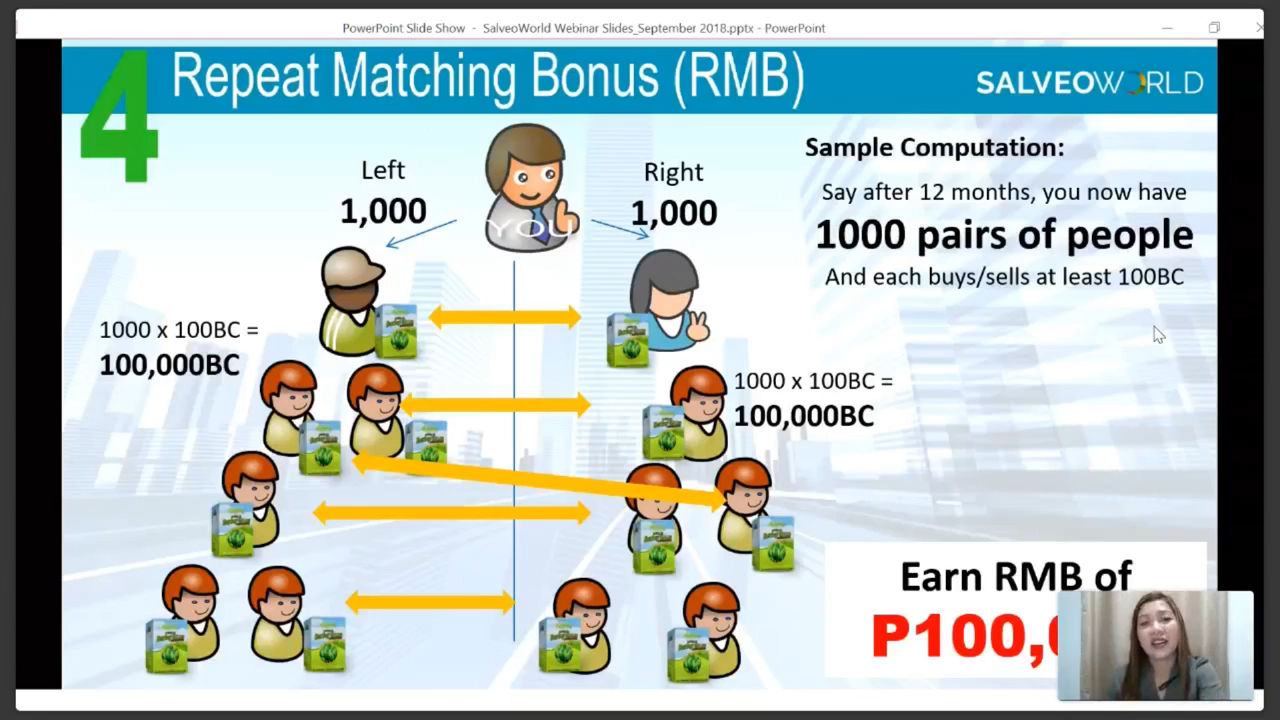 PowerPoint Slide Show - SalveoWorld Webinar Slides_September 2018.pptx - PowerPoint
4 Repeat Matching Bonus (RMB)
SALVEOWORLD
Left
1,000
YOU
Right
1,000
Sample Computation:
Say after 12 months, you now have
1000 pairs of people
And each buys/sells at least 100BC
1000 x 100BC =
100,000BC
1000 x 100BC =
100,000BC
Earn RMB of
P100,